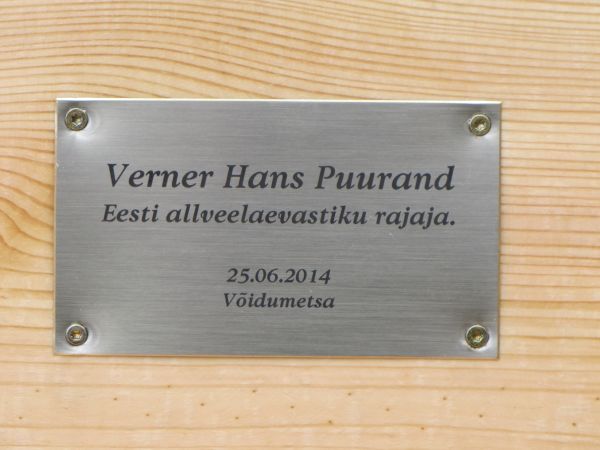 Verner Hans Puurand
Eesti allveelaevastiku rajaja.
25.06.2014
Võidumetsa